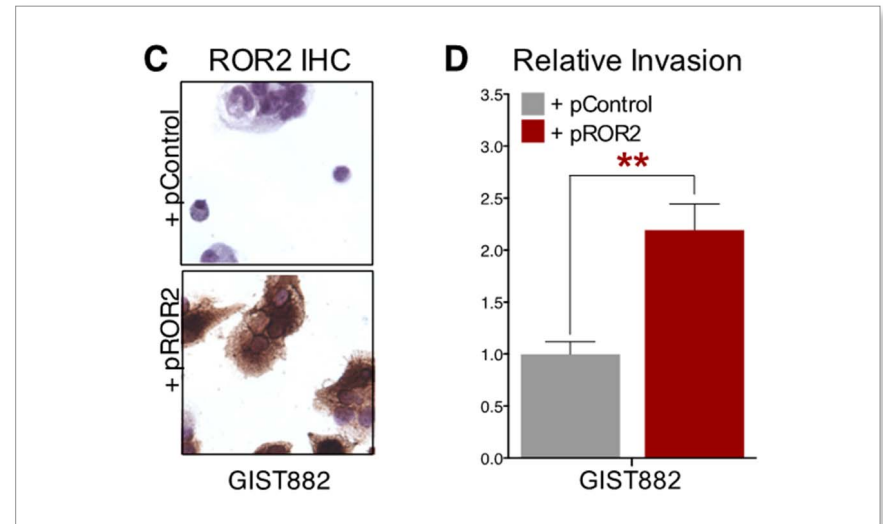 C ROR2 IHC
+ pControl
+ pROR2
GIST882
D Relative Invasion
+ pControl
+ pROR2
**
3.5
3.0
2.5
2.0
1.5
1.0
0.5
0.0
GIST882